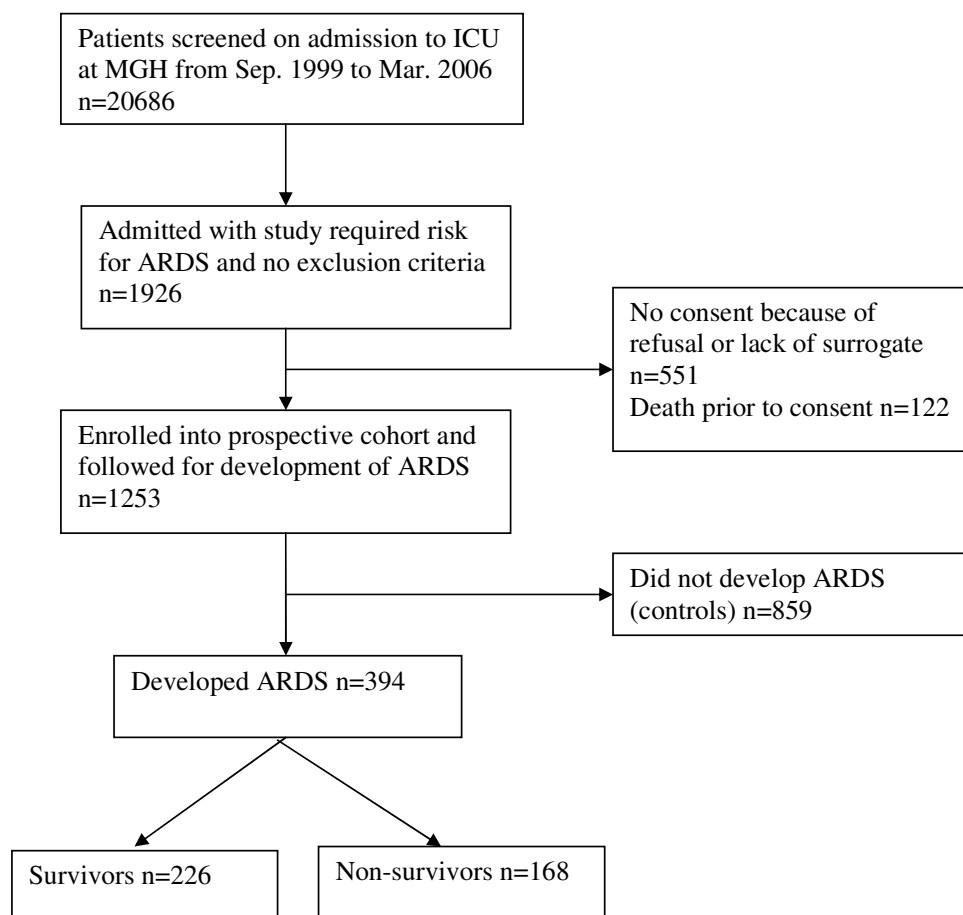 Patients screened on admission to ICU
at MGH from Sep. 1999 to Mar. 2006
n=20686
Admitted with study required risk
for ARDS and no exclusion criteria
n=1926
No consent because of
refusal or lack of surrogate
n=551
Death prior to consent n=122
Enrolled into prospective cohort and
followed for development of ARDS
n=1253
Did not develop ARDS
(controls) n=859
Developed ARDS n=394
Survivors n=226
Non-survivors n=168